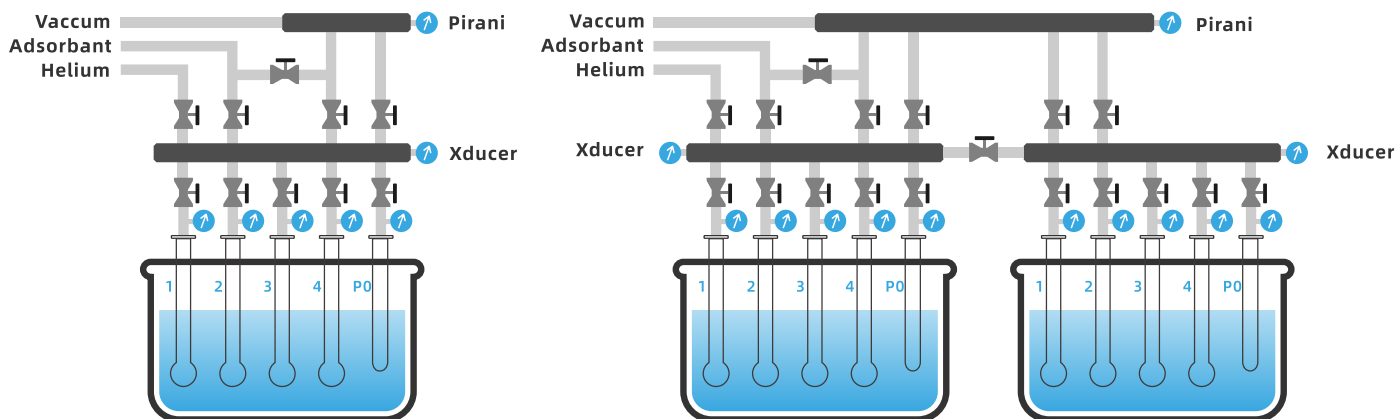 Vaccum
Pirani
Adsorbant
Helium
Xducer
1 2 3 4 P0
Vaccum
Pirani
Adsorbant
Helium
Xducer
Xducer
1 2 3 4 P0
1 2 3 4 P0